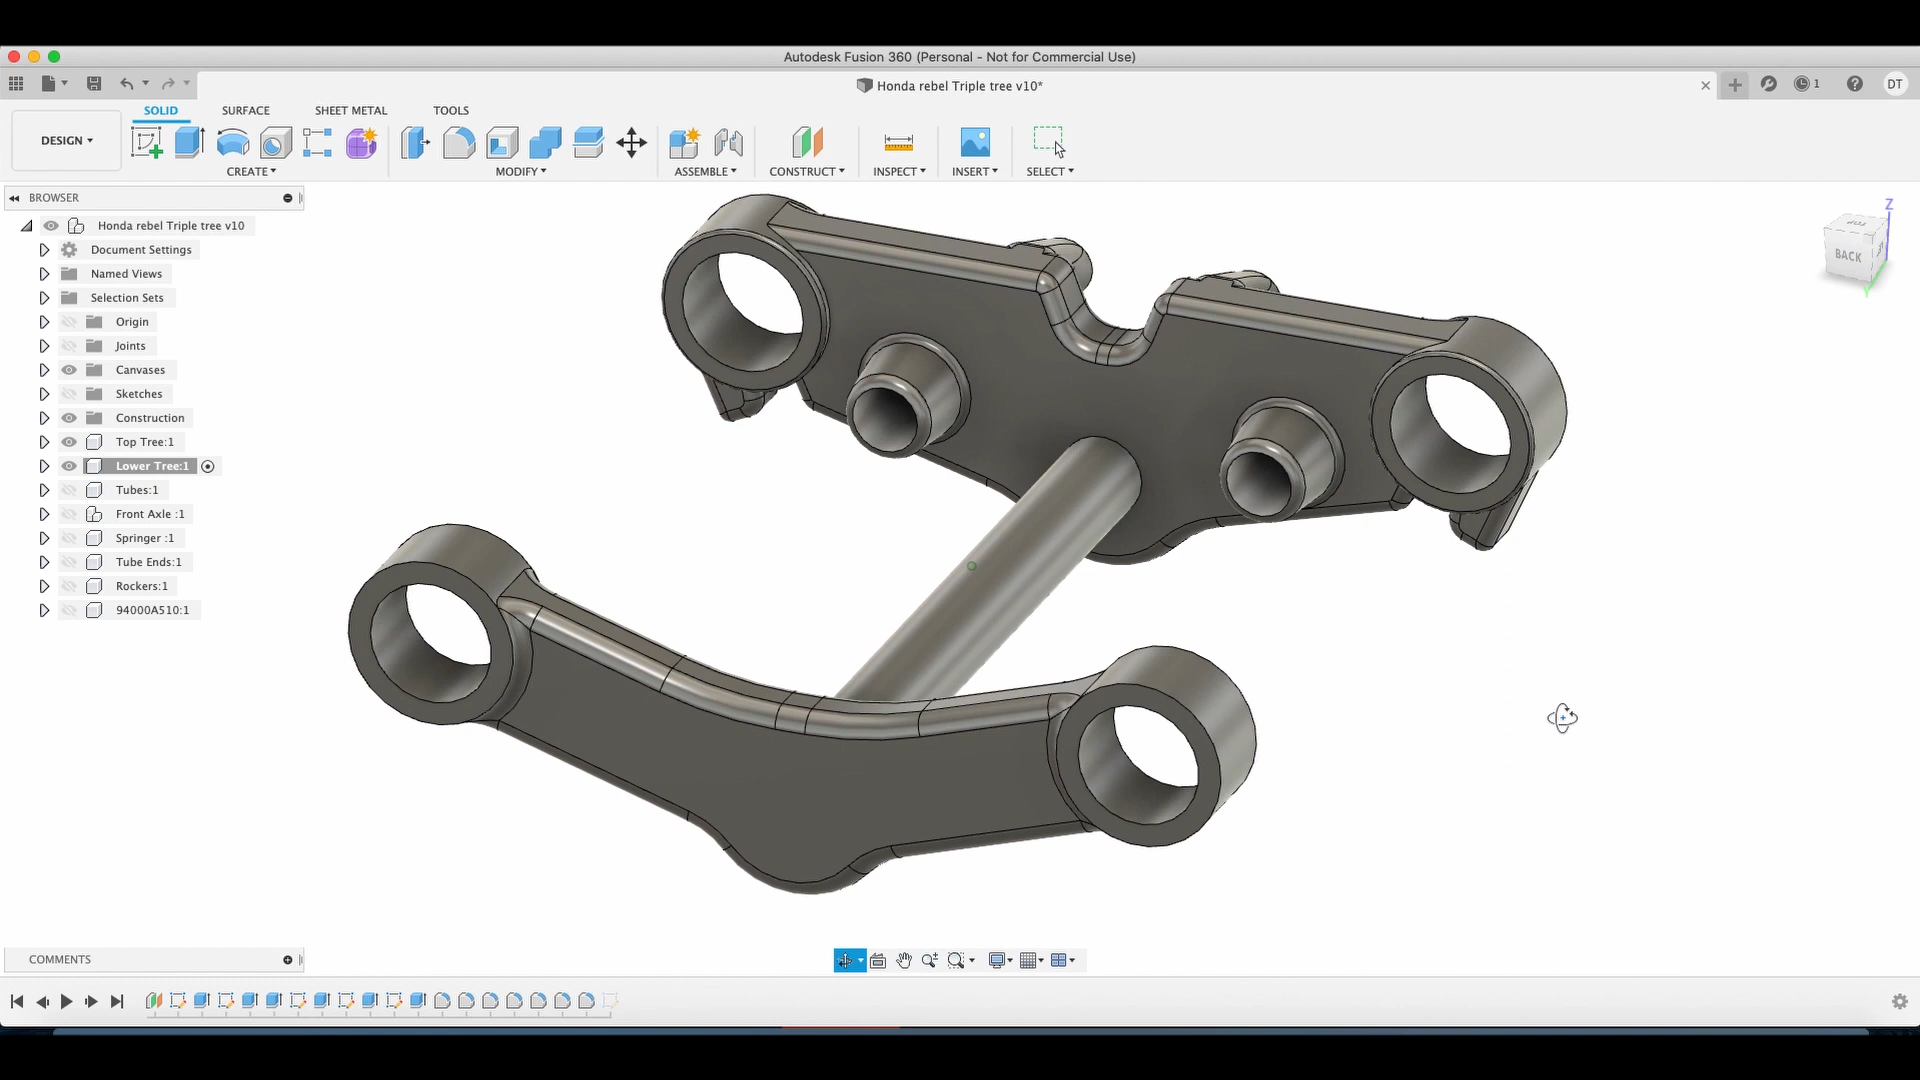 Autodesk Fusion 360 (Personal - Not for Commercial Use)
Honda rebel Triple tree v10*
1
DT
DESIGN
SOLID
SURFACE
SHEET METAL
TOOLS
CREATE
MODIFY
ASSEMBLE
CONSTRUCT
INSPECT
INSERT
SELECT
BROWSER
Honda rebel Triple tree v10
Document Settings
Named Views
Selection Sets
Origin
Joints
Canvases
Sketches
Construction
Top Tree:1
Lower Tree:1
Tubes:1
Front Axle :1
Springer :1
Tube Ends:1
Rockers:1
94000A510:1
Z
TOP
BACK
Y
COMMENTS